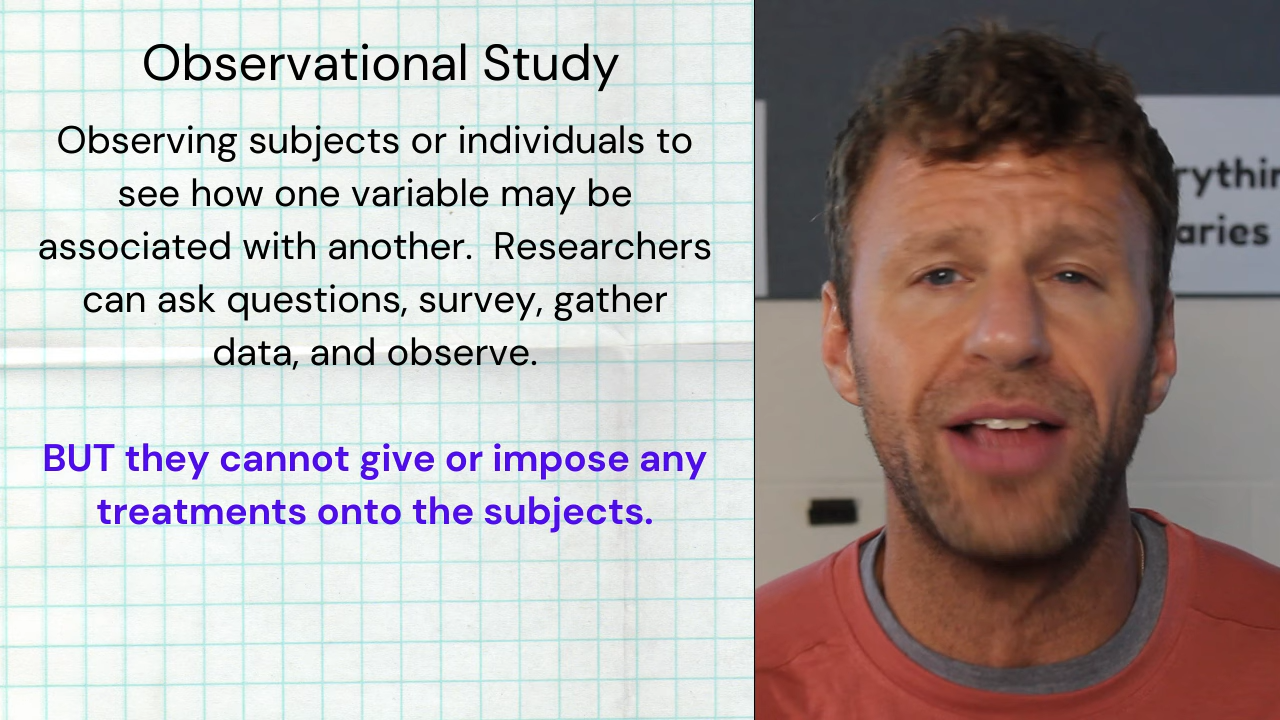 Observational Study
Observing subjects or individuals to
see how one variable may be
associated with another.  Researchers
can ask questions, survey, gather
data, and observe.
BUT they cannot give or impose any
treatments onto the subjects.